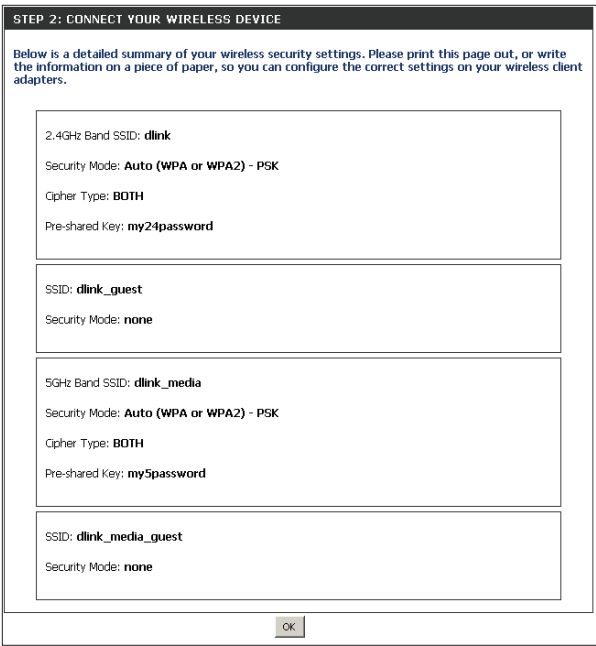 STEP 2: CONNECT YOUR WIRELESS DEVICE
Below is a detailed summary of your wireless security settings. Please print this page out, or write
the information on a piece of paper, so you can configure the correct settings on your wireless client
adapters.
2.4GHz Band SSID: dlink
Security Mode: Auto (WPA or WPA2) - PSK
Cipher Type: BOTH
Pre-shared Key: my24password
SSID: dlink_guest
Security Mode: none
5GHz Band SSID: dlink_media
Security Mode: Auto (WPA or WPA2) - PSK
Cipher Type: BOTH
Pre-shared Key: my5password
SSID: dlink_media_guest
Security Mode: none
OK